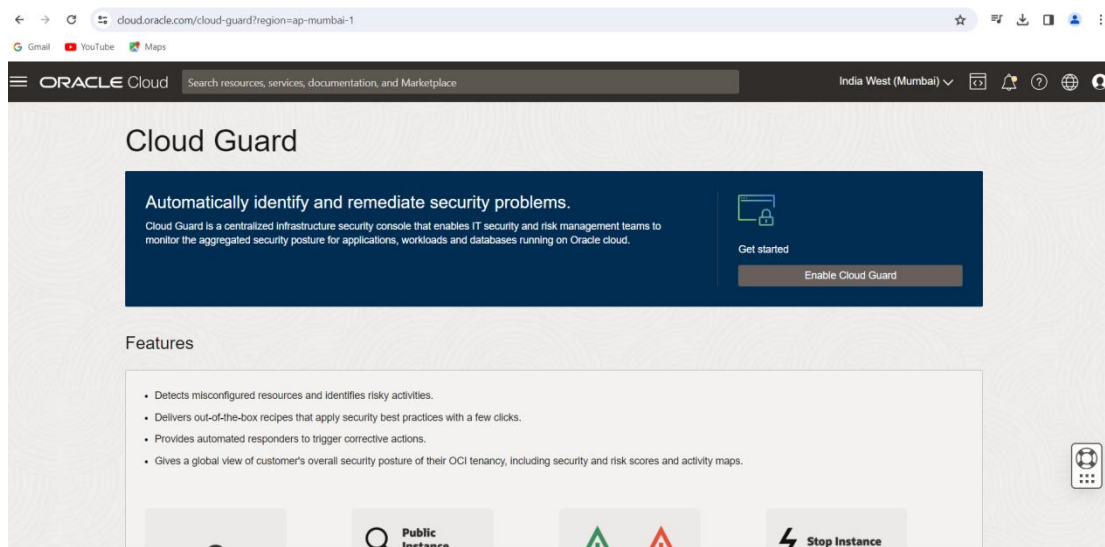 cloud.oracle.com/cloud-guard?region=ap-mumbai-1
Gmail YouTube Maps
ORACLE Cloud Search resources, services, documentation, and Marketplace India West (Mumbai)
Cloud Guard
Automatically identify and remediate security problems.
Cloud Guard is a centralized infrastructure security console that enables IT security and risk management teams to
monitor the aggregated security posture for applications, workloads and databases running on Oracle cloud.
Get started
Enable Cloud Guard
Features
• Detects misconfigured resources and identifies risky activities.
• Delivers out-of-the-box recipes that apply security best practices with a few clicks.
• Provides automated responders to trigger corrective actions.
• Gives a global view of customer's overall security posture of their OCI tenancy, including security and risk scores and activity maps.
Public
Instance
Stop Instance